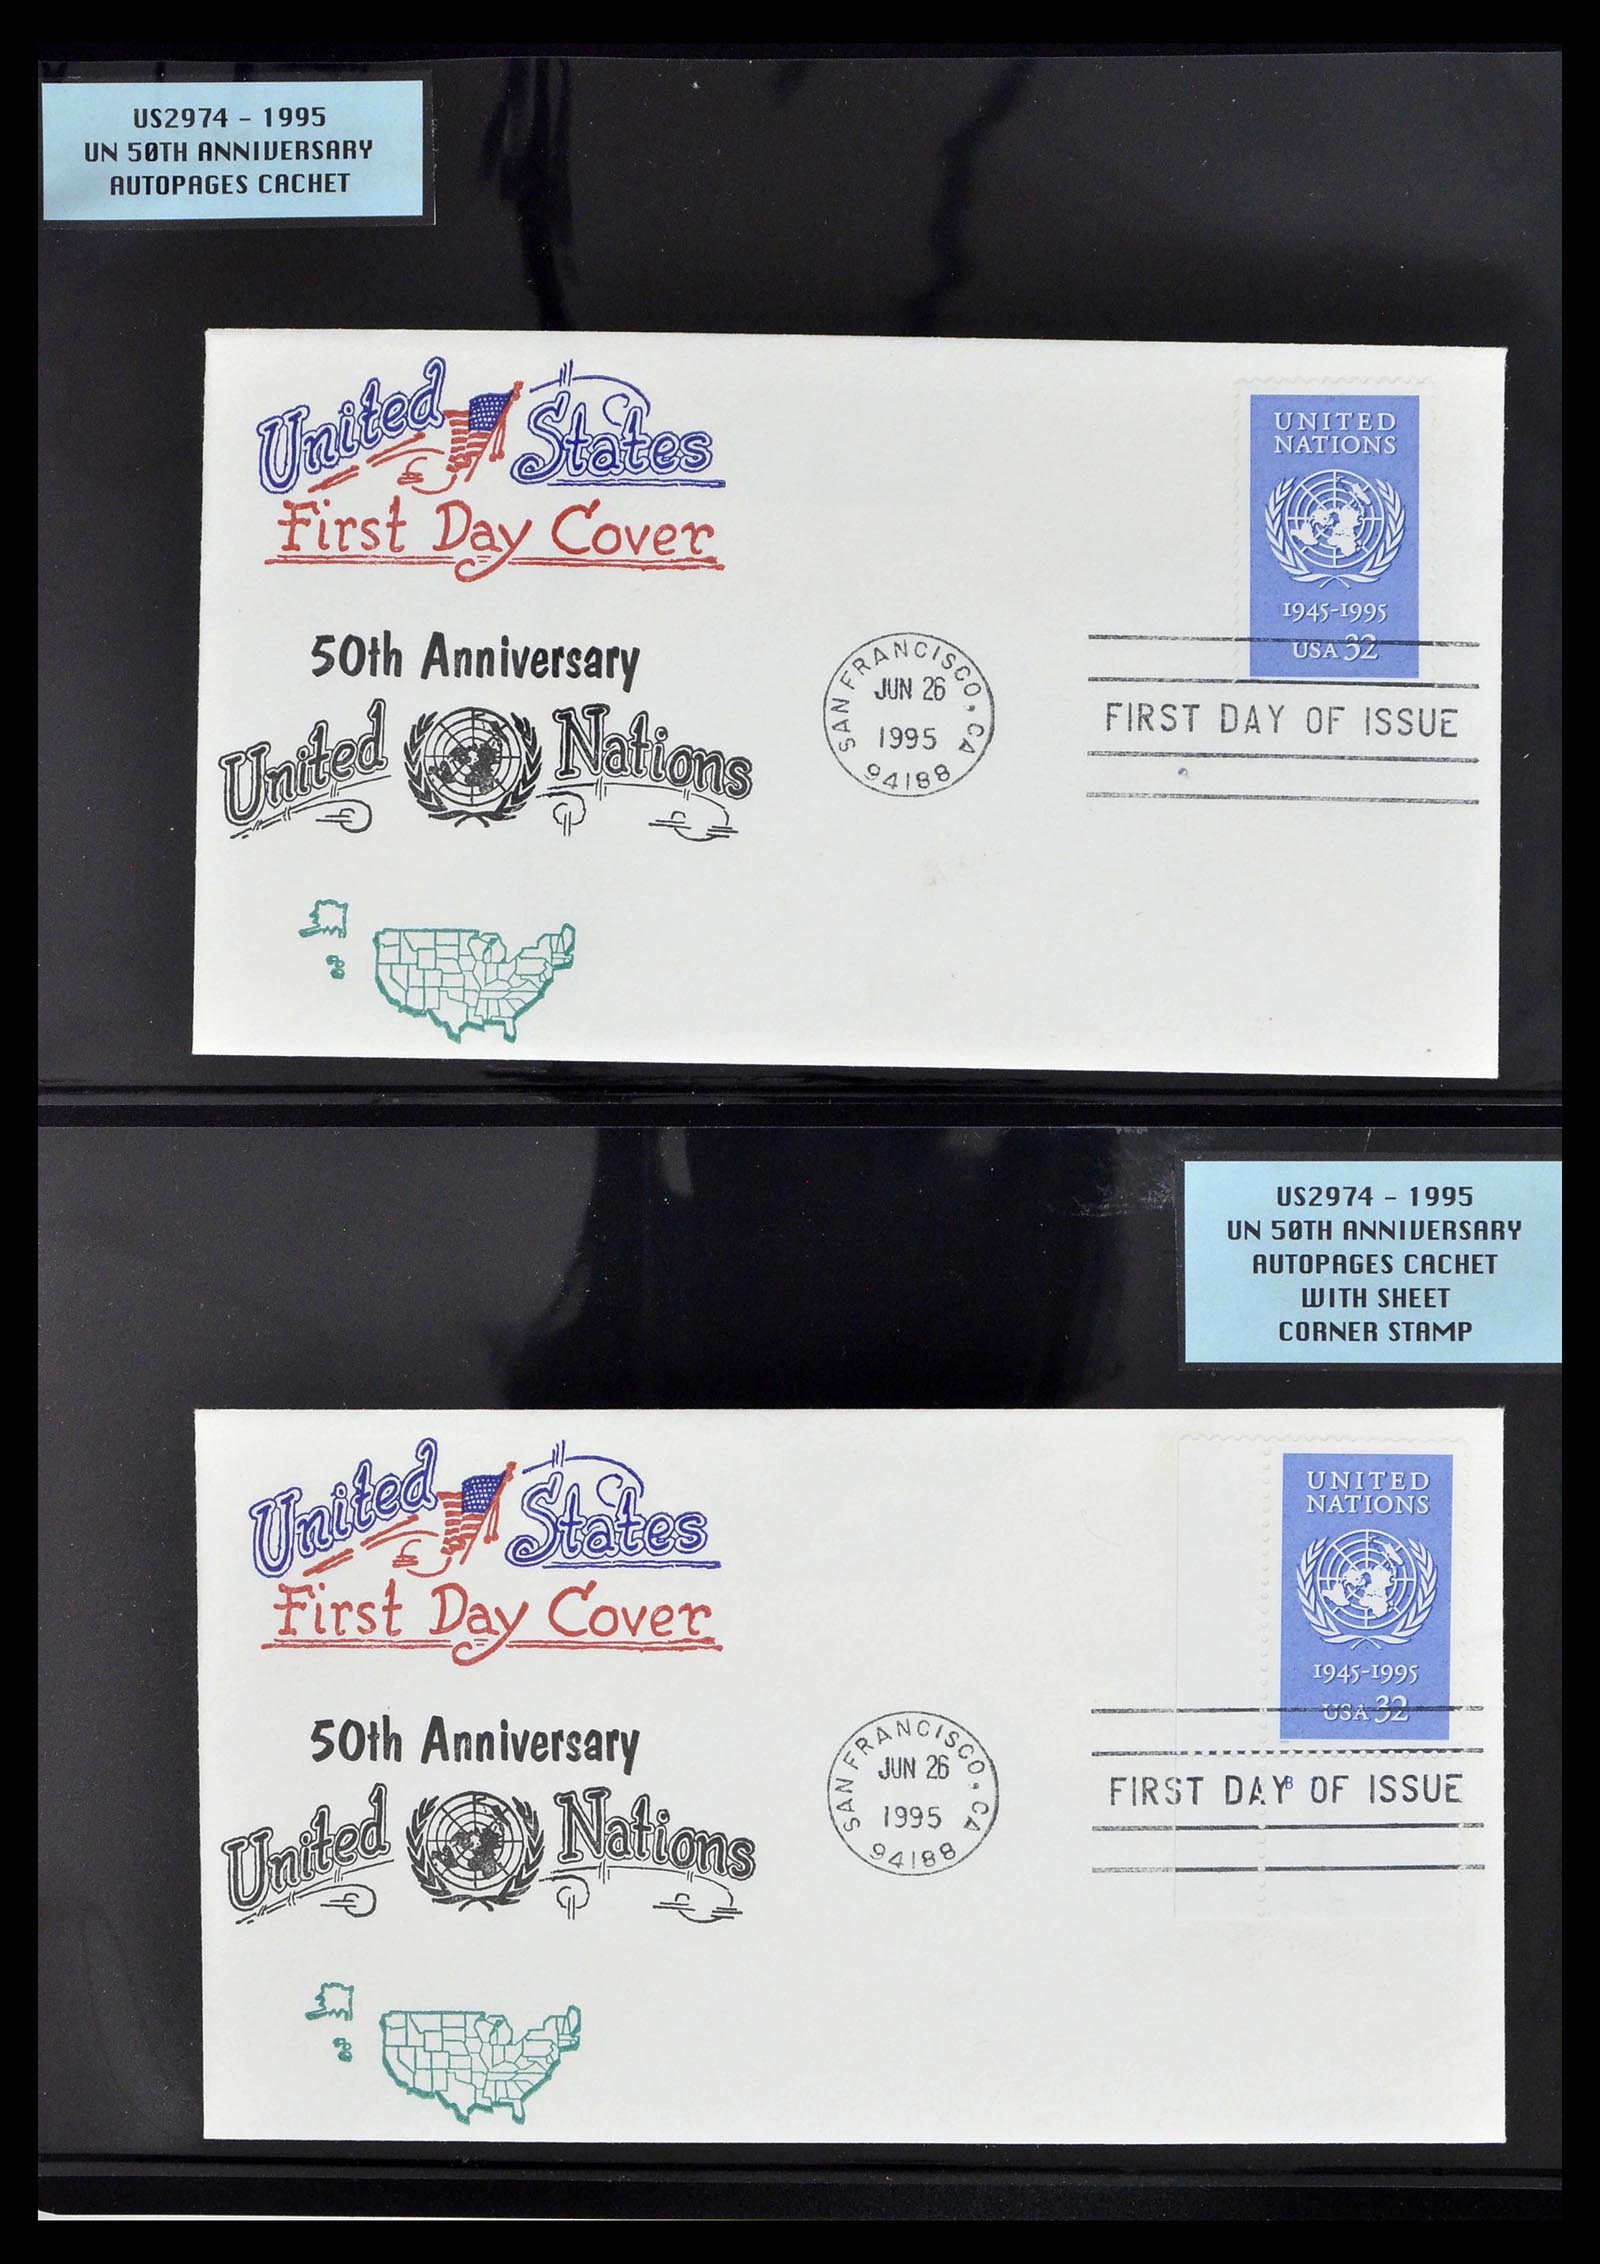 US2974 - 1995
UN 50TH ANNIVERSARY
AUTOPAGES CACHET
United States
First Day Cover
50th Anniversary
United Nations
SAN FRANCISCO, CA
JUN 26
1995
94188
UNITED
NATIONS
1945-1995
USA 32
FIRST DAY OF ISSUE
US2974 - 1995
UN 50TH ANNIVERSARY
AUTOPAGES CACHET
WITH SHEET
CORNER STAMP
United States
First Day Cover
50th Anniversary
United Nations
SAN FRANCISCO, CA
JUN 26
1995
94188
UNITED
NATIONS
1945-1995
USA 32
FIRST DAY OF ISSUE